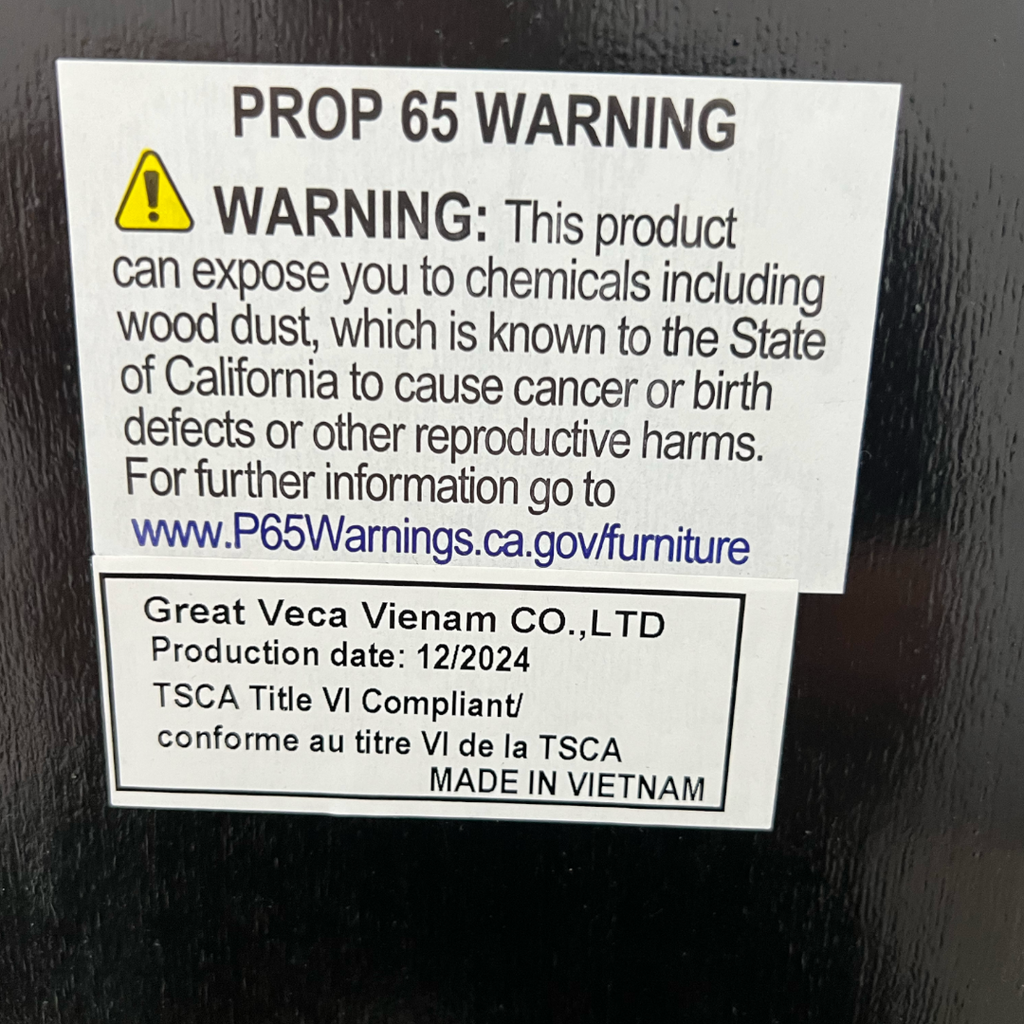 PROP 65 WARNING
WARNING: This product
can expose you to chemicals including
wood dust, which is known to the State
of California to cause cancer or birth
defects or other reproductive harms.
For further information go to
www.P65Warnings.ca.gov/furniture
Great Veca Vienam CO.,LTD
Production date: 12/2024
TSCA Title VI Compliant/
conforme au titre VI de la TSCA
MADE IN VIETNAM